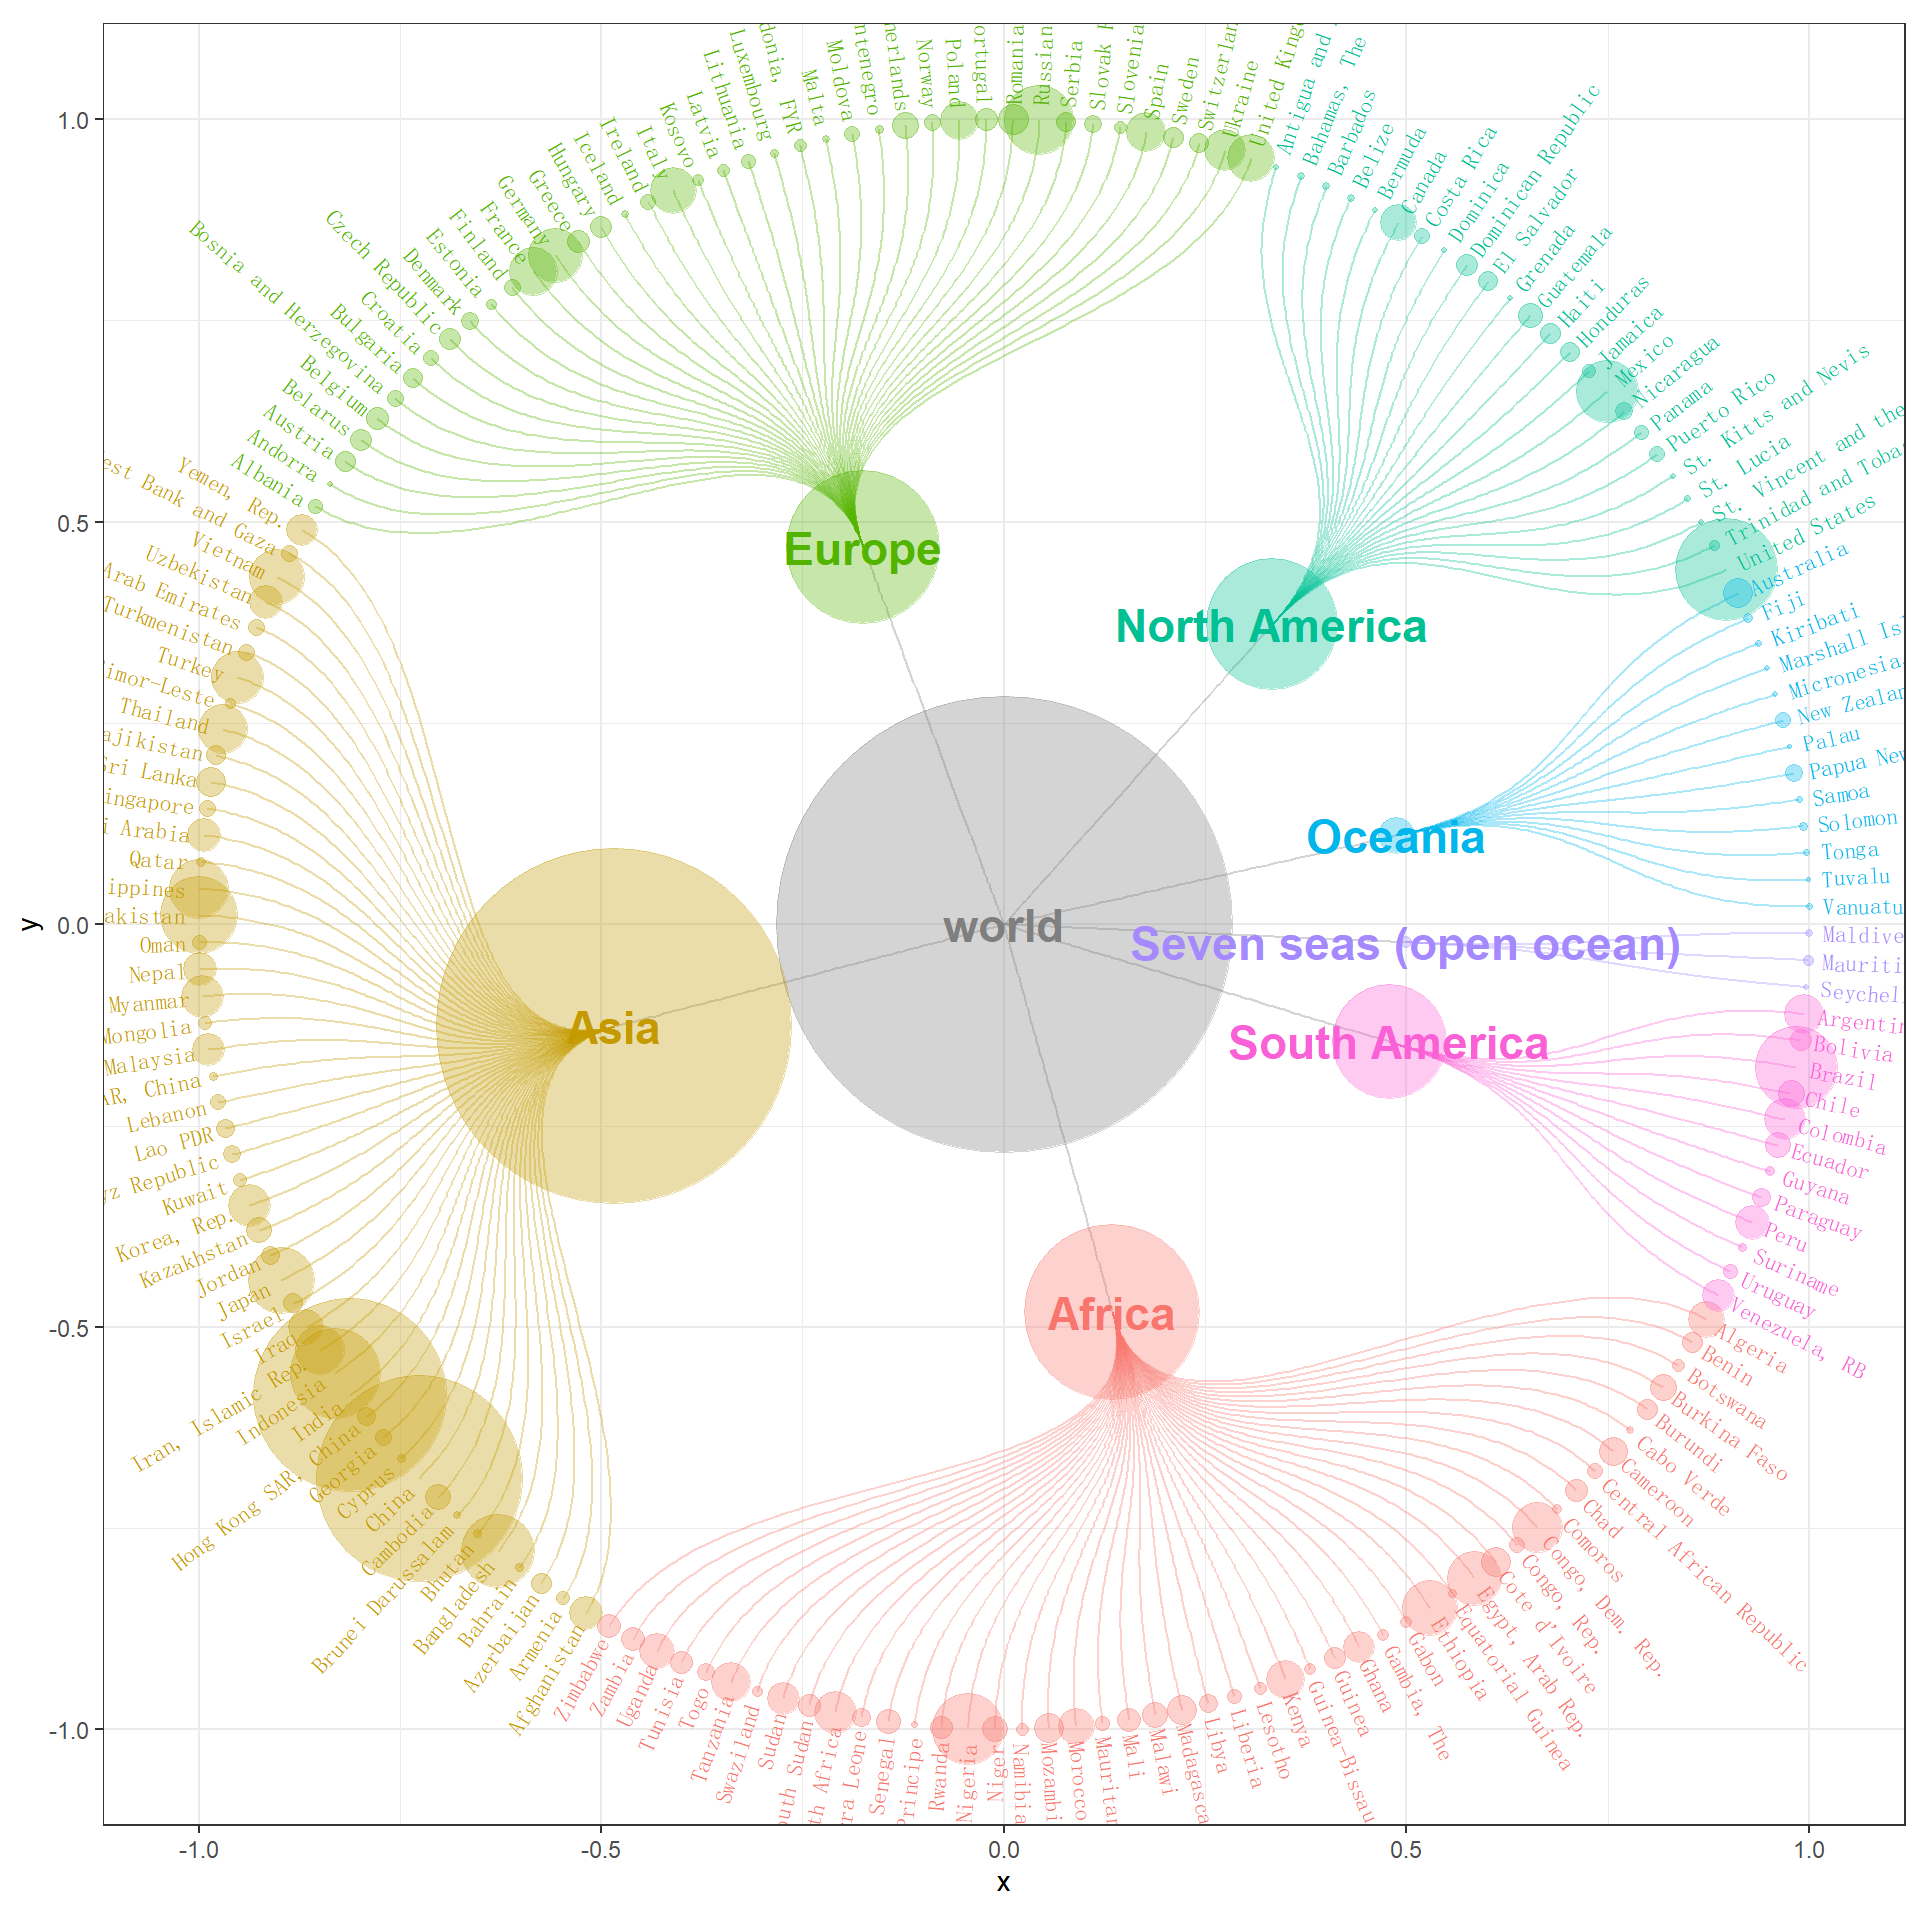 Albania
Andorra
Austria
Belarus
Belgium
Bosnia and Herzegovina
Bulgaria
Croatia
Czech Republic
Denmark
Estonia
Finland
France
Germany
Greece
Hungary
Iceland
Ireland
Italy
Kosovo
Latvia
Lithuania
Luxembourg
donia, FYR
Malta
Moldova
ntenegro
herlands
Norway
Poland
ortugal
Romania
Russian
Serbia
Slovak
Slovenia
Spain
Sweden
Switzerlan
Ukraine
United King
Antigua and
Bahamas, The
Barbados
Belize
Bermuda
Canada
Costa Rica
Dominica
Dominican Republic
El Salvador
Grenada
Guatemala
Haiti
Honduras
Jamaica
Mexico
Nicaragua
Panama
Puerto Rico
St. Kitts and Nevis
St. Lucia
St. Vincent and the
Trinidad and Toba
United States
Australia
Fiji
Kiribati
Marshall Isl
Micronesia,
New Zealan
Palau
Papua New
Samoa
Solomon
Tonga
Tuvalu
Vanuatu
Maldive
Mauriti
Seychell
Argentin
Bolivia
Brazil
Chile
Colombia
Ecuador
Guyana
Paraguay
Peru
Suriname
Uruguay
Venezuela, RB
Algeria
Benin
Botswana
Burkina Faso
Burundi
Cabo Verde
Cameroon
Central African Republic
Chad
Comoros
Congo, Dem. Rep.
Congo, Rep.
Cote d'Ivoire
Egypt, Arab Rep.
Equatorial Guinea
Ethiopia
Gabon
Gambia, The
Ghana
Guinea
Guinea-Bissau
Kenya
Lesotho
Liberia
Libya
Madagasca
Malawi
Mali
Mauritan
Morocco
Mozambi
Namibia
Niger
Nigeria
Rwanda
Principe
Senegal
ra Leone
th Africa
outh Sudan
Sudan
Swaziland
Tanzania
Togo
Tunisia
Uganda
Zambia
Zimbabwe
Afghanistan
Armenia
Azerbaijan
Bahrain
Bangladesh
Bhutan
Brunei Darussalam
Cambodia
China
Cyprus
Georgia
Hong Kong SAR, China
India
Indonesia
Iran, Islamic Rep.
Iraq
Israel
Japan
Jordan
Kazakhstan
Korea, Rep.
Kuwait
yz Republic
Lao PDR
Lebanon
AR, China
Malaysia
Mongolia
Myanmar
Nepal
Oman
akistan
ippines
Qatar
i Arabia
ingapore
Sri Lanka
ajikistan
Thailand
imor-Leste
Turkey
Turkmenistan
Arab Emirates
Uzbekistan
Vietnam
est Bank and Gaza
Yemen, Rep.
Europe
North America
Oceania
world
Seven seas (open ocean)
Asia
South America
Africa
1.0
0.5
0.0
-0.5
-1.0
y
-1.0
-0.5
0.0
0.5
1.0
x